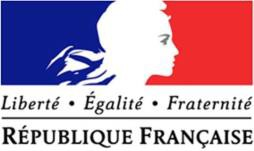 Liberté • Égalité • Fraternité
RÉPUBLIQUE FRANÇAISE